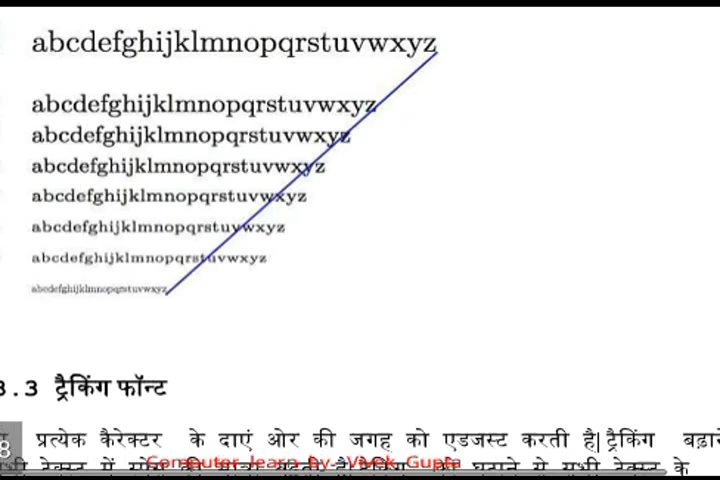 abcdefghijklmnopqrstuvwxyz
abcdefghijklmnopqrstuvwxyz
abcdefghijklmnopqrstuvwxyz
abcdefghijklmnopqrstuvwxyz
abcdefghijklmnopqrstuvwxyz
abcdefghijklmnopqrstuvwxyz
abcdefghijklmnopqrstuvwxyz
abcdefghijklmnopqrstuvwxyz
.3 ट्रैकिंग फॉन्ट
8
प्रत्येक कैरेक्टर के दाएं ओर की जगह को एडजस्ट करती है| ट्रैकिंग
Computer learn by- Vivek Gupta